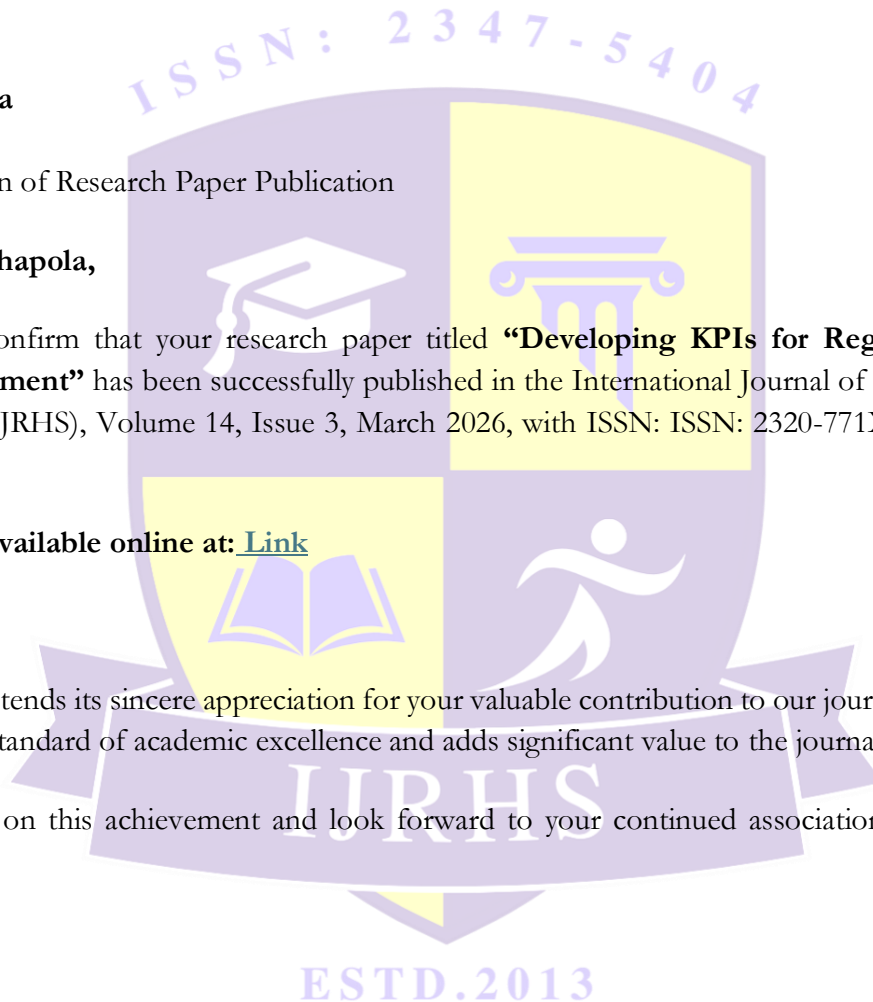 ISSN: 2347-5404
a
n of Research Paper Publication
hapola,
onfirm that your research paper titled “Developing KPIs for Reg
ment” has been successfully published in the International Journal of
JRHS), Volume 14, Issue 3, March 2026, with ISSN: ISSN: 2320-771X
vailable online at: Link
tends its sincere appreciation for your valuable contribution to our jour
tandard of academic excellence and adds significant value to the journa
IJRHS
on this achievement and look forward to your continued association
ESTD.2013